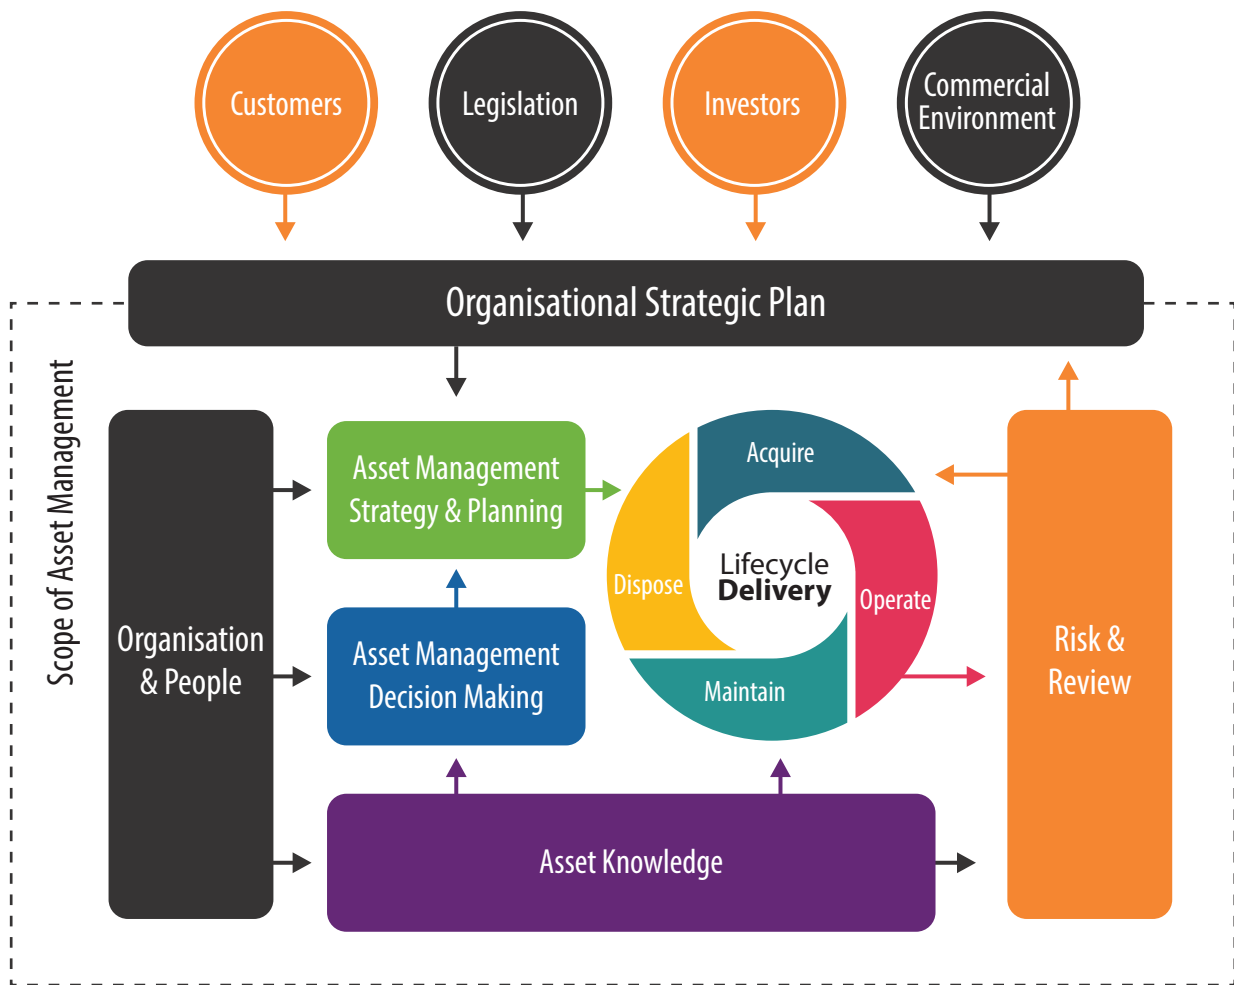 Customers
Legislation
Investors
Commercial
Environment
Organisational Strategic Plan
Scope of Asset Management
Organisation
& People
Asset Management
Strategy & Planning
Asset Management
Decision Making
Acquire
Dispose
Lifecycle
Delivery
Operate
Maintain
Risk &
Review
Asset Knowledge